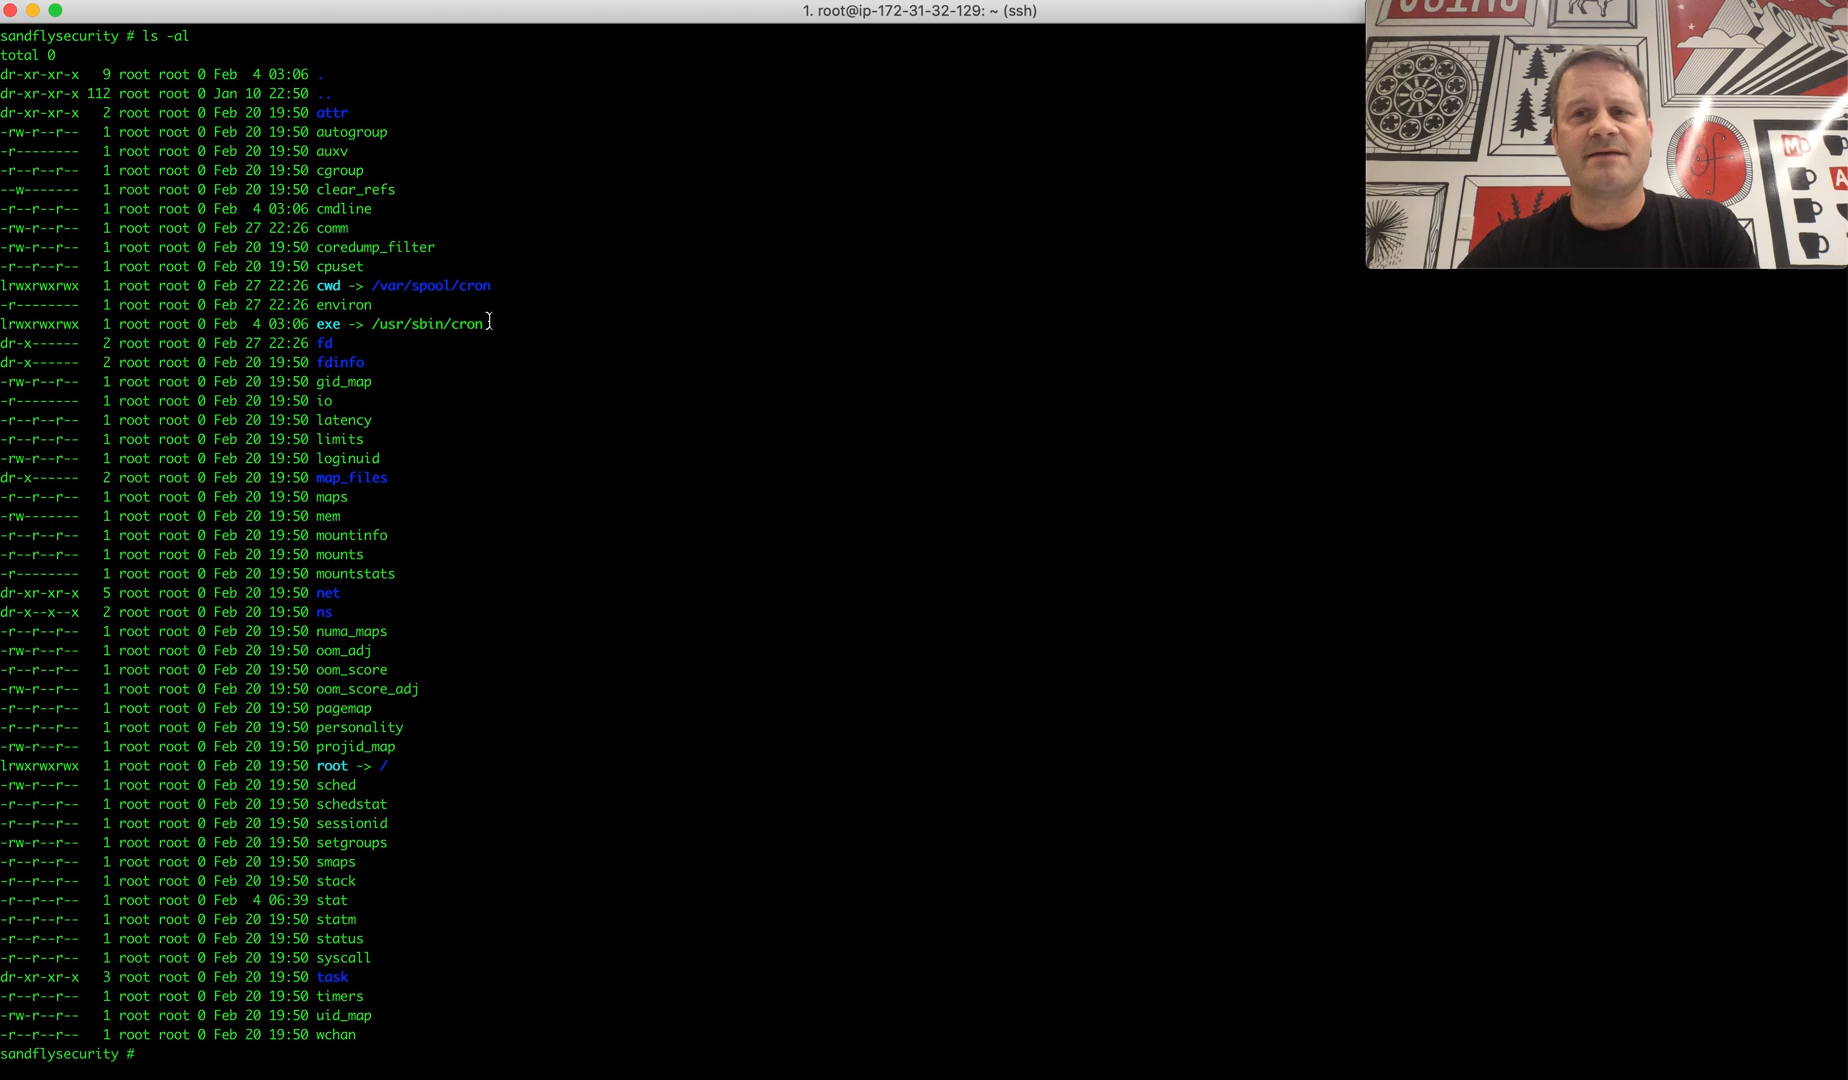 1. root@ip-172-31-32-129: ~ (ssh)
sandflysecurity # ls -al
total 0
dr-xr-xr-x   9 root root 0 Feb  4 03:06 .
dr-xr-xr-x 112 root root 0 Jan 10 22:50 ..
dr-xr-xr-x   2 root root 0 Feb 20 19:50 attr
-rw-r--r--   1 root root 0 Feb 20 19:50 autogroup
-r--------   1 root root 0 Feb 20 19:50 auxv
-r--r--r--   1 root root 0 Feb 20 19:50 cgroup
--w-------   1 root root 0 Feb 20 19:50 clear_refs
-r--r--r--   1 root root 0 Feb  4 03:06 cmdline
-rw-r--r--   1 root root 0 Feb 27 22:26 comm
-rw-r--r--   1 root root 0 Feb 20 19:50 coredump_filter
-r--r--r--   1 root root 0 Feb 20 19:50 cpuset
lrwxrwxrwx   1 root root 0 Feb 27 22:26 cwd -> /var/spool/cron
-r--------   1 root root 0 Feb 27 22:26 environ
lrwxrwxrwx   1 root root 0 Feb  4 03:06 exe -> /usr/sbin/cron
dr-x------   2 root root 0 Feb 27 22:26 fd
dr-x------   2 root root 0 Feb 20 19:50 fdinfo
-rw-r--r--   1 root root 0 Feb 20 19:50 gid_map
-r--------   1 root root 0 Feb 20 19:50 io
-r--r--r--   1 root root 0 Feb 20 19:50 latency
-r--r--r--   1 root root 0 Feb 20 19:50 limits
-rw-r--r--   1 root root 0 Feb 20 19:50 loginuid
dr-x------   2 root root 0 Feb 20 19:50 map_files
-r--r--r--   1 root root 0 Feb 20 19:50 maps
-rw-------   1 root root 0 Feb 20 19:50 mem
-r--r--r--   1 root root 0 Feb 20 19:50 mountinfo
-r--r--r--   1 root root 0 Feb 20 19:50 mounts
-r--------   1 root root 0 Feb 20 19:50 mountstats
dr-xr-xr-x   5 root root 0 Feb 20 19:50 net
dr-x--x--x   2 root root 0 Feb 20 19:50 ns
-r--r--r--   1 root root 0 Feb 20 19:50 numa_maps
-rw-r--r--   1 root root 0 Feb 20 19:50 oom_adj
-r--r--r--   1 root root 0 Feb 20 19:50 oom_score
-rw-r--r--   1 root root 0 Feb 20 19:50 oom_score_adj
-r--r--r--   1 root root 0 Feb 20 19:50 pagemap
-r--r--r--   1 root root 0 Feb 20 19:50 personality
-rw-r--r--   1 root root 0 Feb 20 19:50 projid_map
lrwxrwxrwx   1 root root 0 Feb 20 19:50 root -> /
-rw-r--r--   1 root root 0 Feb 20 19:50 sched
-r--r--r--   1 root root 0 Feb 20 19:50 schedstat
-r--r--r--   1 root root 0 Feb 20 19:50 sessionid
-rw-r--r--   1 root root 0 Feb 20 19:50 setgroups
-r--r--r--   1 root root 0 Feb 20 19:50 smaps
-r--r--r--   1 root root 0 Feb 20 19:50 stack
-r--r--r--   1 root root 0 Feb  4 06:39 stat
-r--r--r--   1 root root 0 Feb 20 19:50 statm
-r--r--r--   1 root root 0 Feb 20 19:50 status
-r--r--r--   1 root root 0 Feb 20 19:50 syscall
dr-xr-xr-x   3 root root 0 Feb 20 19:50 task
-r--r--r--   1 root root 0 Feb 20 19:50 timers
-rw-r--r--   1 root root 0 Feb 20 19:50 uid_map
-r--r--r--   1 root root 0 Feb 20 19:50 wchan
sandflysecurity #
of